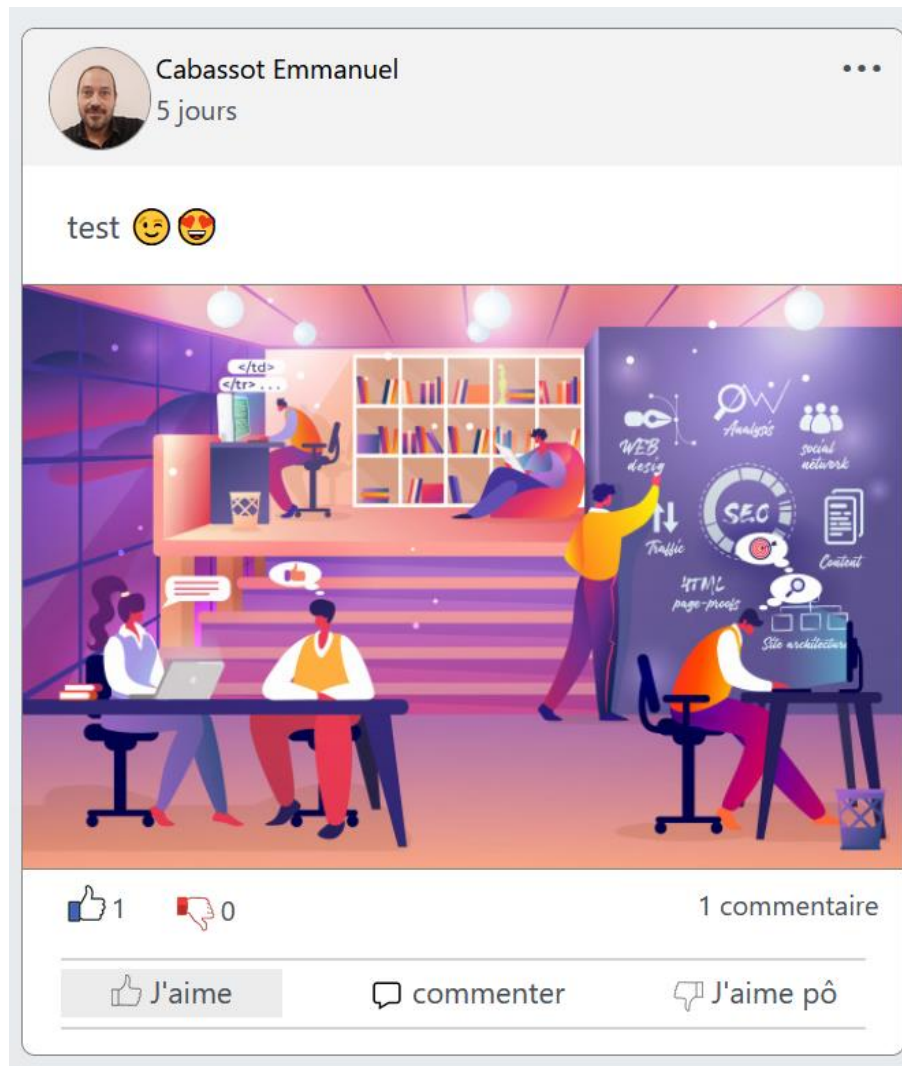 Cabassot Emmanuel
5 jours
test 😉😍
</td>
</tr> . . .
WEB
desig
Analysis
social
network
SEO
Traffic
Content
HTML
page-proofs
Site architecture
1
0
1 commentaire
J'aime
commenter
J'aime pô